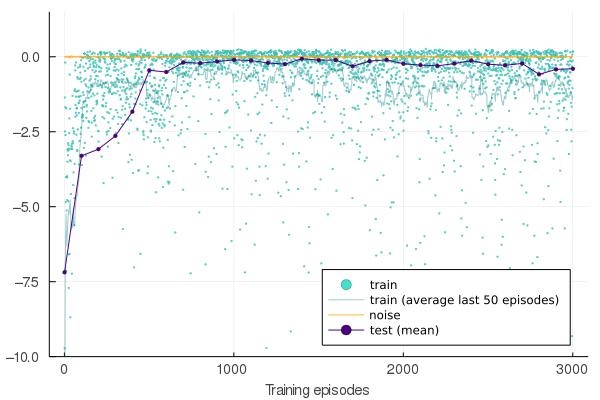 0.0
−2.5
−5.0
−7.5
−10.0
0
1000
2000
3000
Training episodes
train
train (average last 50 episodes)
noise
test (mean)